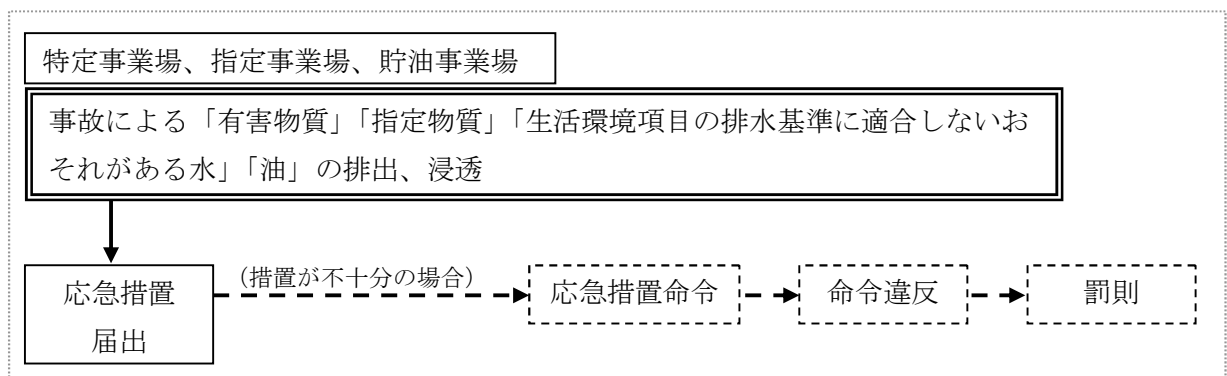 特定事業場、指定事業場、貯油事業場
事故による「有害物質」「指定物質」「生活環境項目の排水基準に適合しないお
それがある水」「油」の排出、浸透
応急措置
届出
（措置が不十分の場合）
応急措置命令
命令違反
罰則